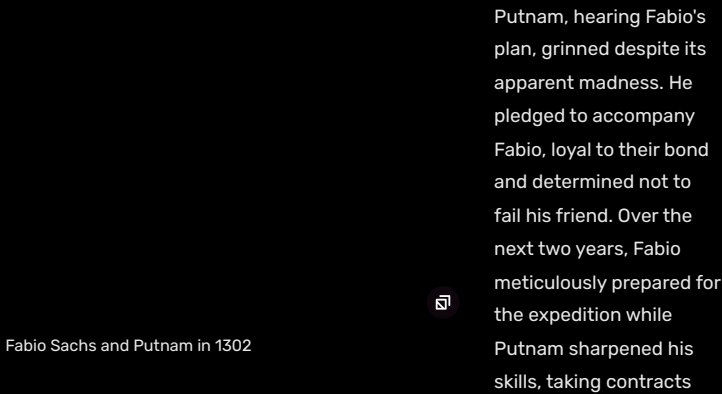 Putnam, hearing Fabio's
plan, grinned despite its
apparent madness. He
pledged to accompany
Fabio, loyal to their bond
and determined not to
fail his friend. Over the
next two years, Fabio
meticulously prepared for
the expedition while
Putnam sharpened his
skills, taking contracts
Fabio Sachs and Putnam in 1302